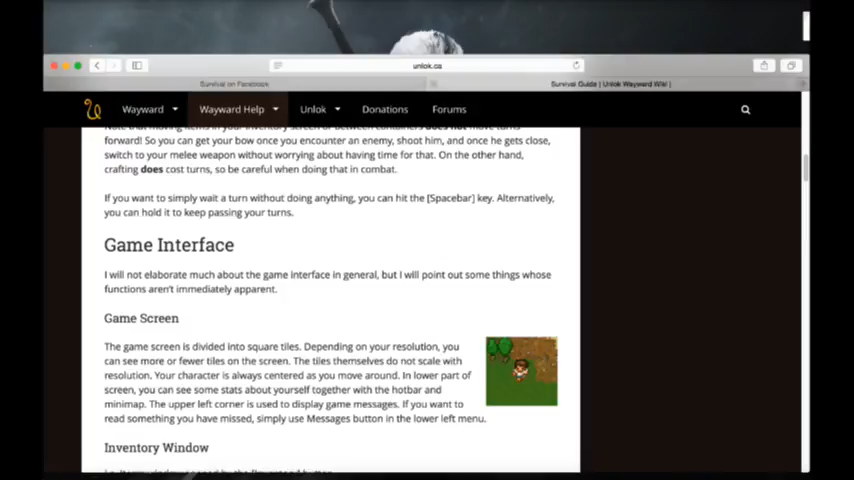 unlok.ca
Survival on Facebook
Survival Guide | Unlok Wayward Wiki |
Wayward
Wayward Help
Unlok
Donations
Forums
Note that moving items in your inventory screen or between containers does not move turns
forward! So you can get your bow once you encounter an enemy, shoot him, and once he gets close,
switch to your melee weapon without worrying about having time for that. On the other hand,
crafting does cost turns, so be careful when doing that in combat.
If you want to simply wait a turn without doing anything, you can hit the [Spacebar] key. Alternatively,
you can hold it to keep passing your turns.
Game Interface
I will not elaborate much about the game interface in general, but I will point out some things whose
functions aren't immediately apparent.
Game Screen
The game screen is divided into square tiles. Depending on your resolution, you
can see more or fewer tiles on the screen. The tiles themselves do not scale with
resolution. Your character is always centered as you move around. In lower part of
screen, you can see some stats about yourself together with the hotbar and
minimap. The upper left corner is used to display game messages. If you want to
read something you have missed, simply use Messages button in the lower left menu.
Inventory Window